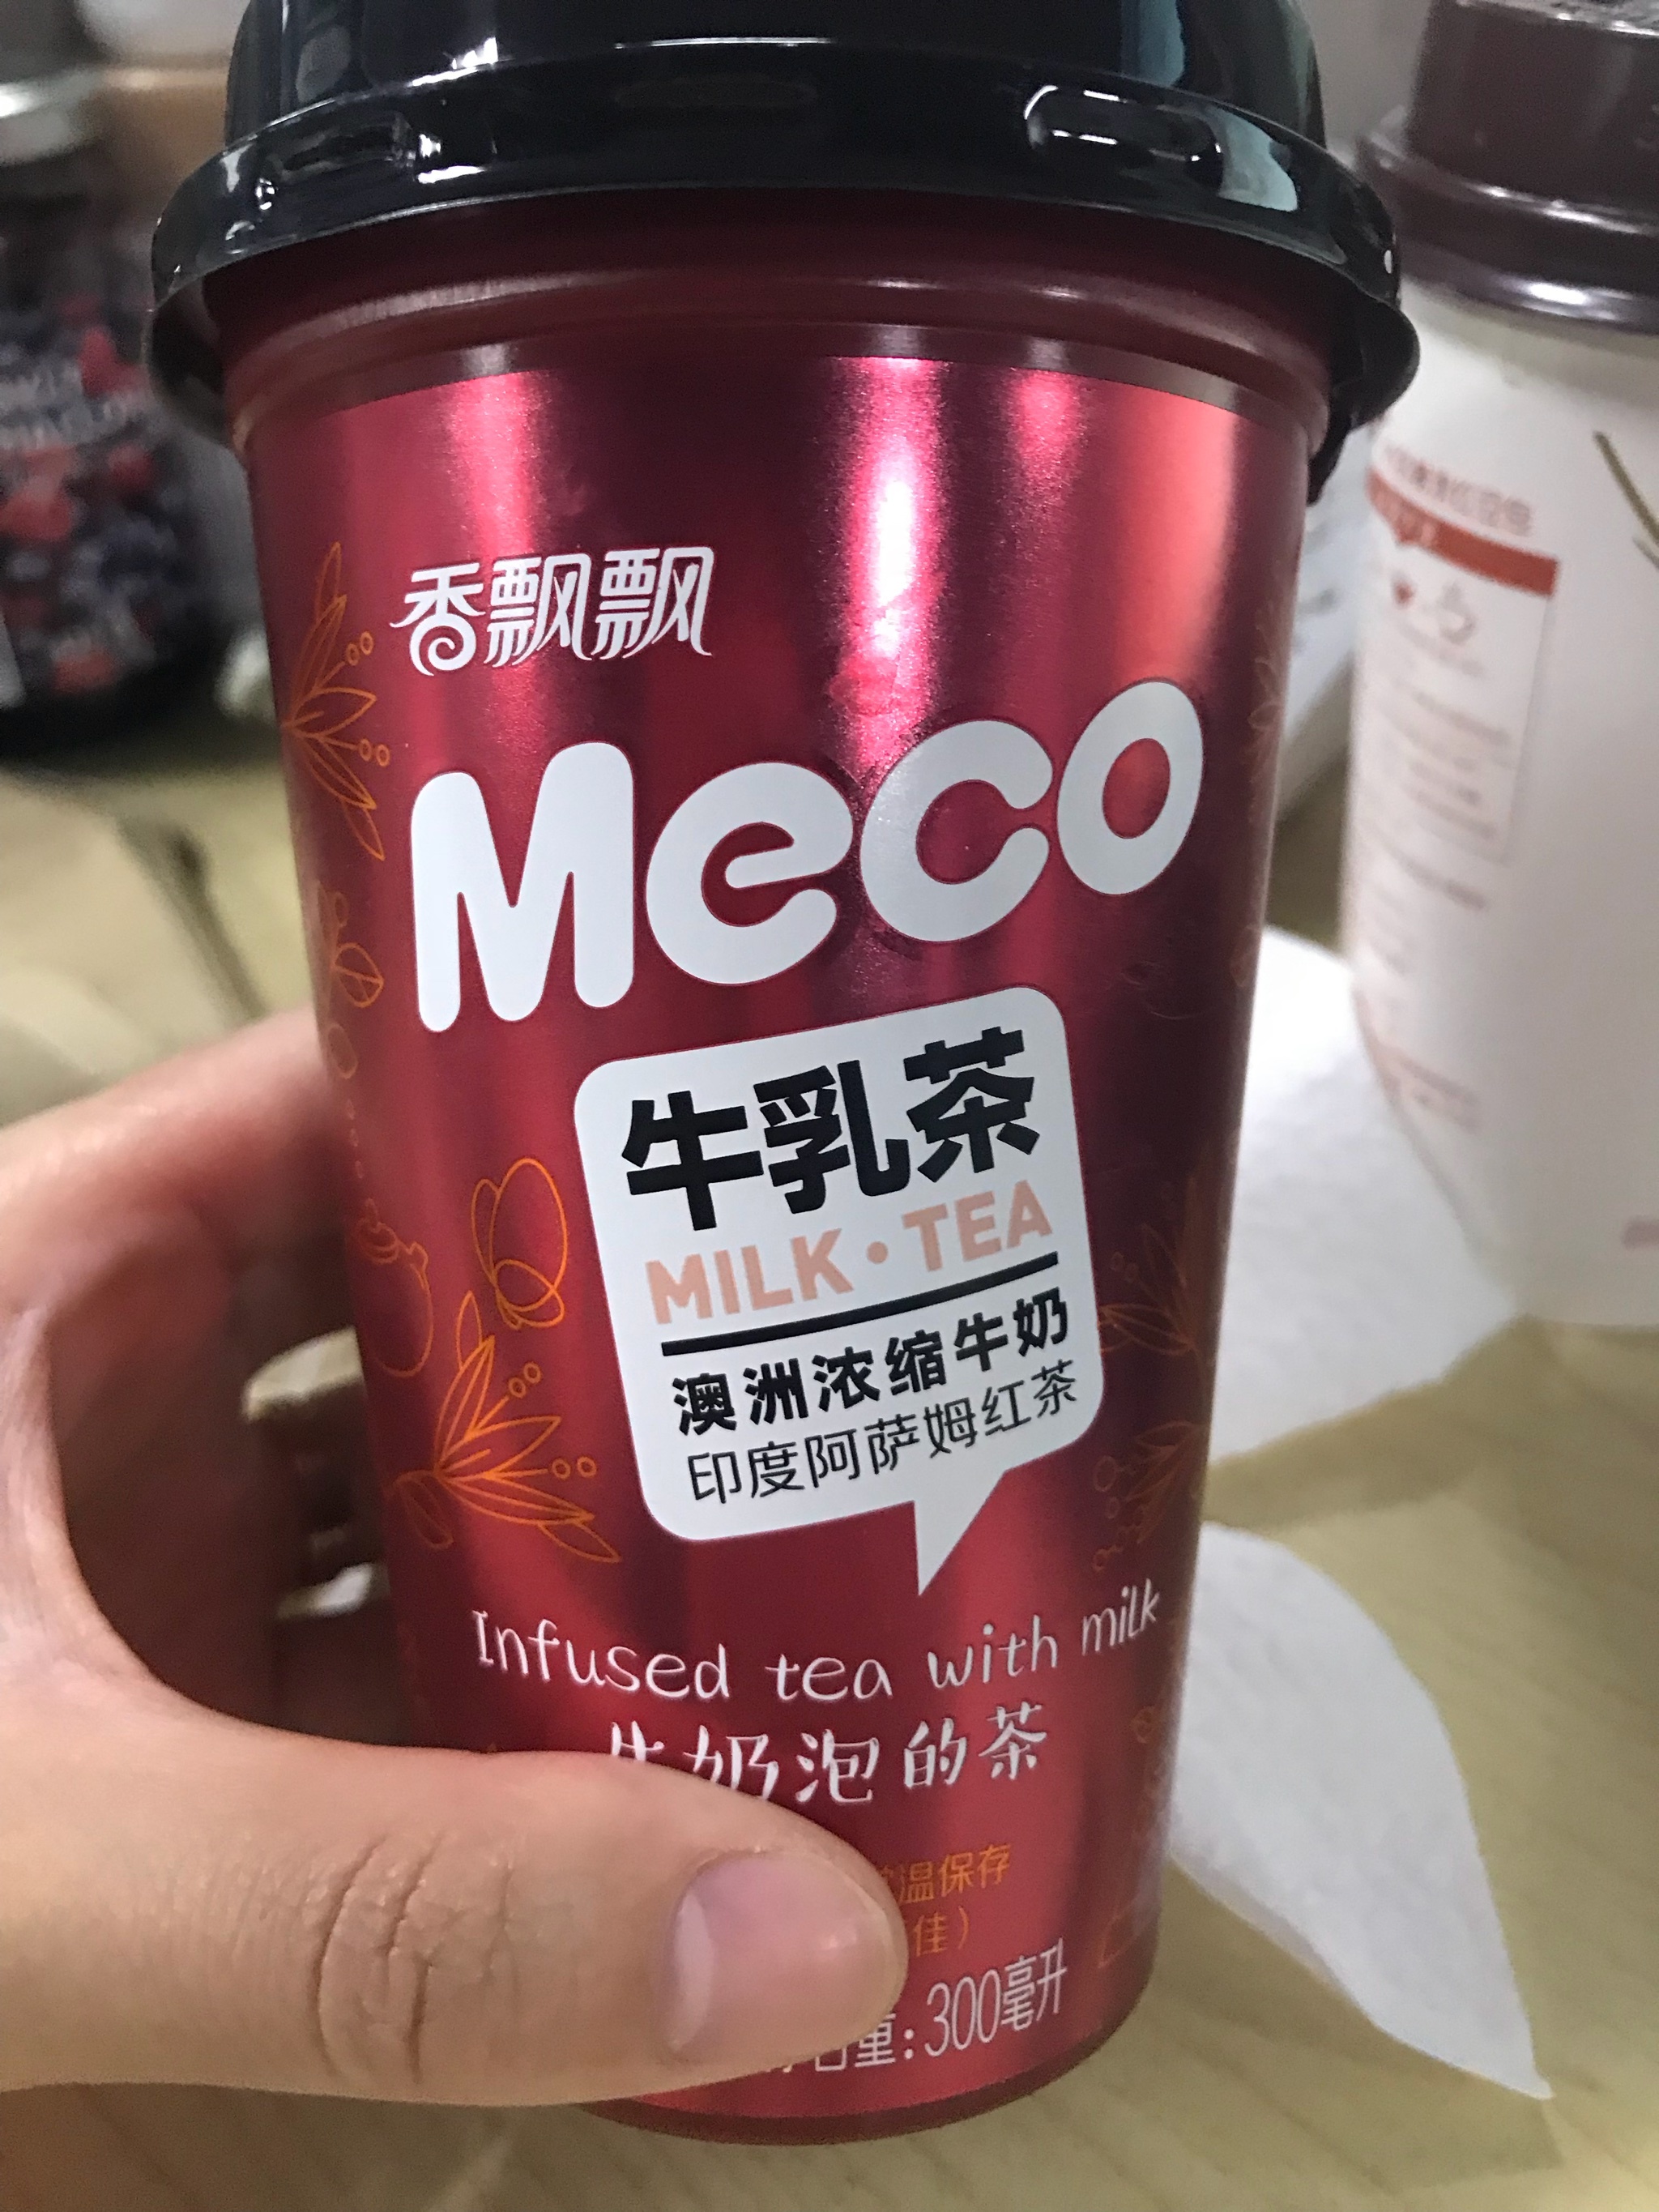 香飘飘
Meco
牛乳茶
MILK·TEA
澳洲浓缩牛奶
印度阿萨姆红茶
Infused tea with milk
牛奶泡的茶
温保存
佳）
量:300毫升